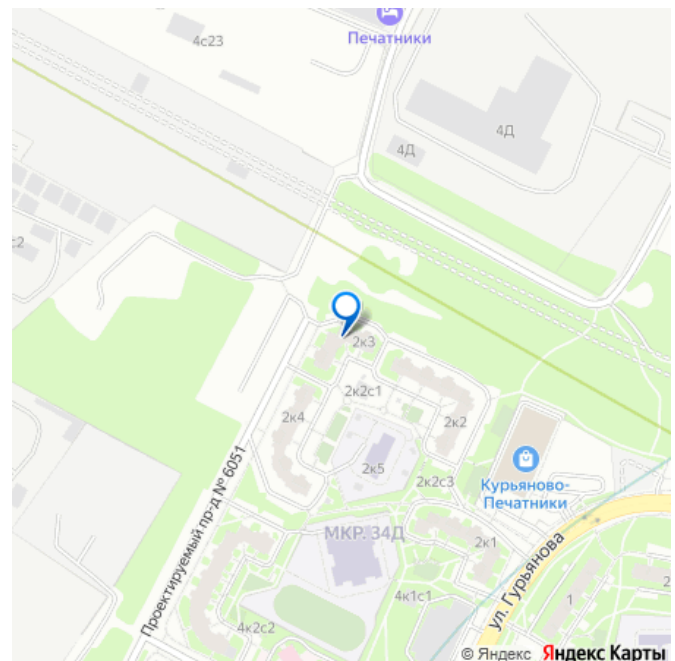 Печатники
4с23
4Д
4Д
с2
2к3
2к2с1
2к4
2к2
2к5
2к2с3
Курьяново-
Печатники
Проектируемый пр-д № 6051
МКР. 34Д
2к1
ул. Гурьянова
4к1с1
1
2
4к2с2
© Яндекс Яндекс Карты